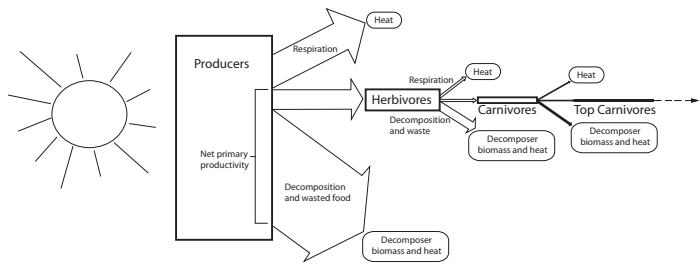 Producers
Respiration
Heat
Net primary
productivity
Decomposition
and wasted food
Decomposer
biomass and heat
Herbivores
Respiration
Heat
Decomposition
and waste
Decomposer
biomass and heat
Carnivores
Heat
Top Carnivores
Decomposer
biomass and heat